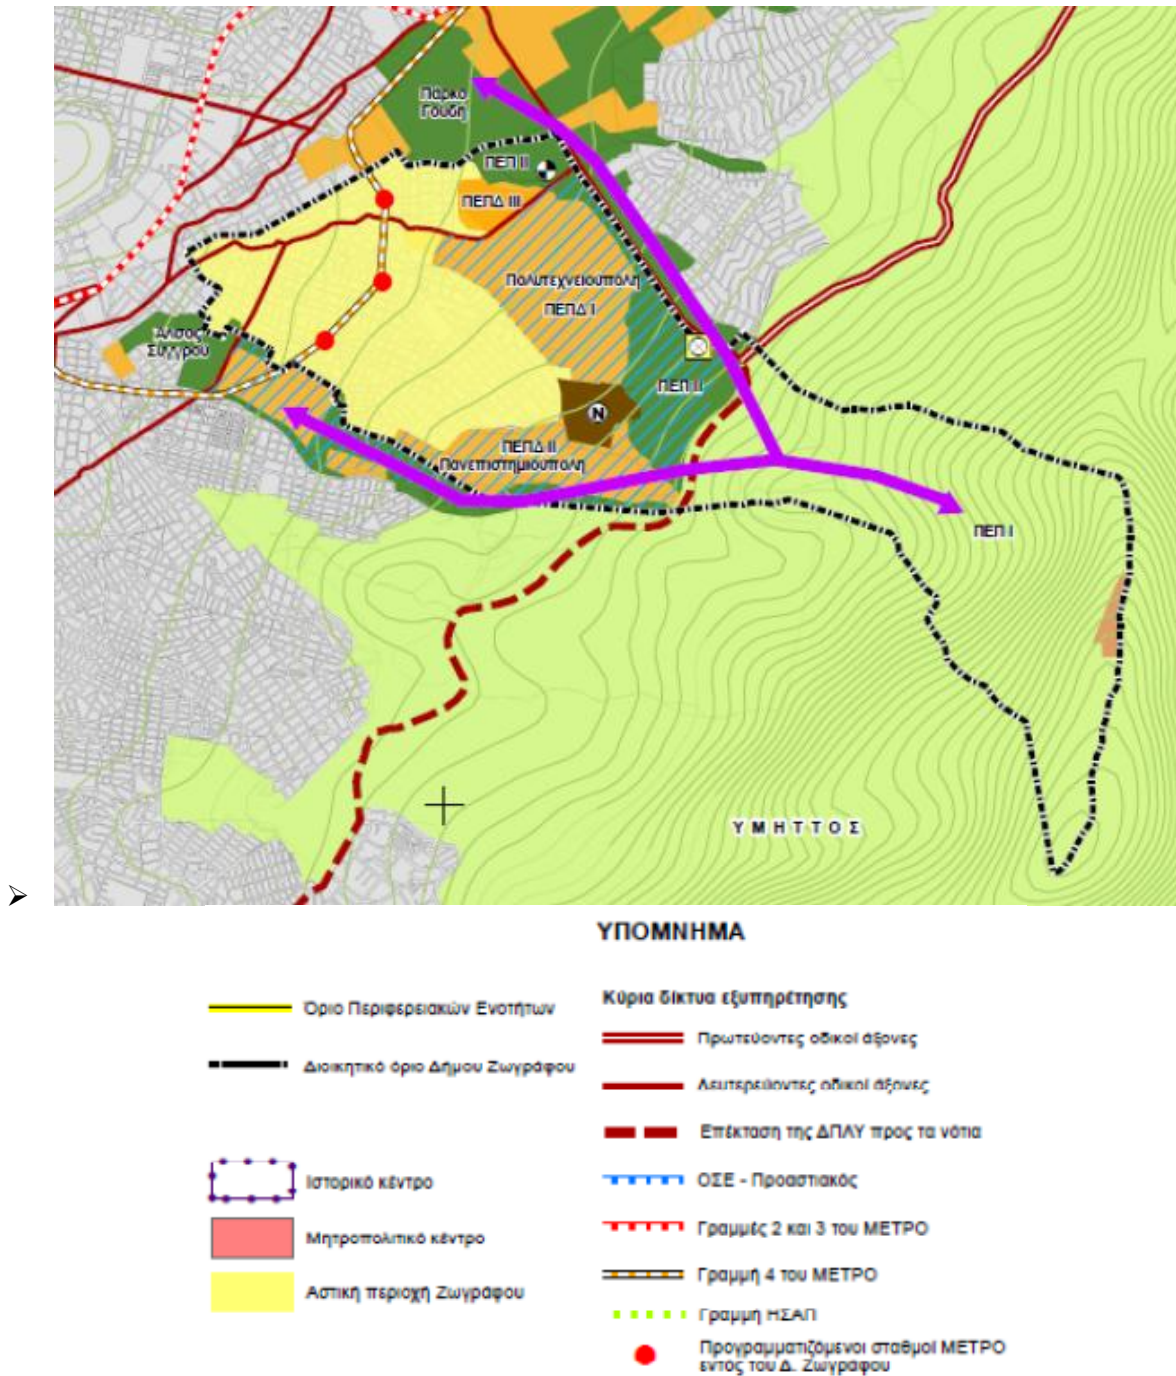 Πάρκο
Γουδή
ΠΕΠ ΙΙ
ΠΕΠΔ ΙΙΙ
Πολυτεχνειούπολη
ΠΕΠΔ Ι
Άλσος
Συγγρού
ΠΕΠ ΙΙ
N
ΠΕΠΔ ΙΙ
Πανεπιστημιούπολη
ΠΕΠ Ι
ΥΜΗΤΤΟΣ
ΥΠΟΜΝΗΜΑ
Όριο Περιφερειακών Ενοτήτων
Διοικητικό όριο Δήμου Ζωγράφου
Ιστορικό κέντρο
Μητροπολιτικό κέντρο
Αστική περιοχή Ζωγράφου
Κύρια δίκτυα εξυπηρέτησης
Πρωτεύοντες οδικοί άξονες
Δευτερεύοντες οδικοί άξονες
Επέκταση της ΔΠΛΥ προς τα νότια
ΟΣΕ - Προαστιακός
Γραμμές 2 και 3 του ΜΕΤΡΟ
Γραμμή 4 του ΜΕΤΡΟ
Γραμμή ΗΣΑΠ
Προγραμματιζόμενοι σταθμοί ΜΕΤΡΟ
εντός του Δ. Ζωγράφου